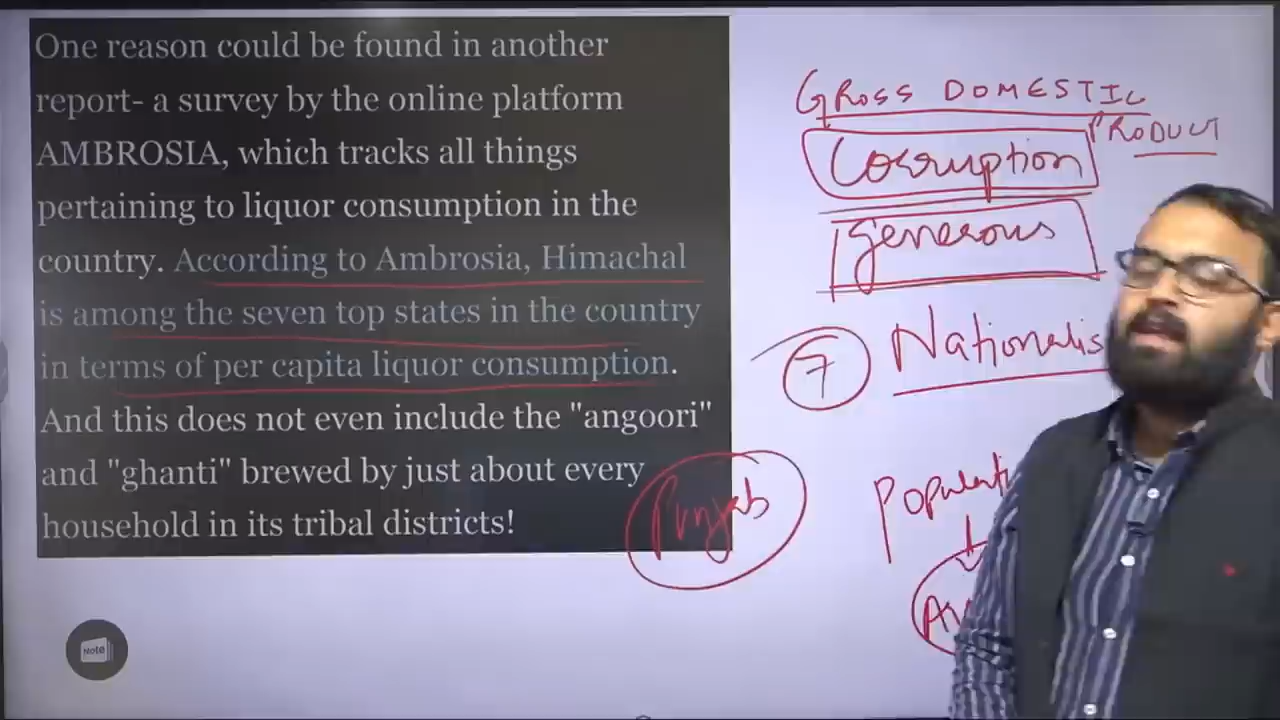 One reason could be found in another
report- a survey by the online platform
AMBROSIA, which tracks all things
pertaining to liquor consumption in the
country. According to Ambrosia, Himachal
is among the seven top states in the country
in terms of per capita liquor consumption.
And this does not even include the "angoori"
and "ghanti" brewed by just about every
household in its tribal districts!
Punjab
Note
GROSS DOMESTIC
PRODUCT
Corruption
generous
7 Nationalis
Populati